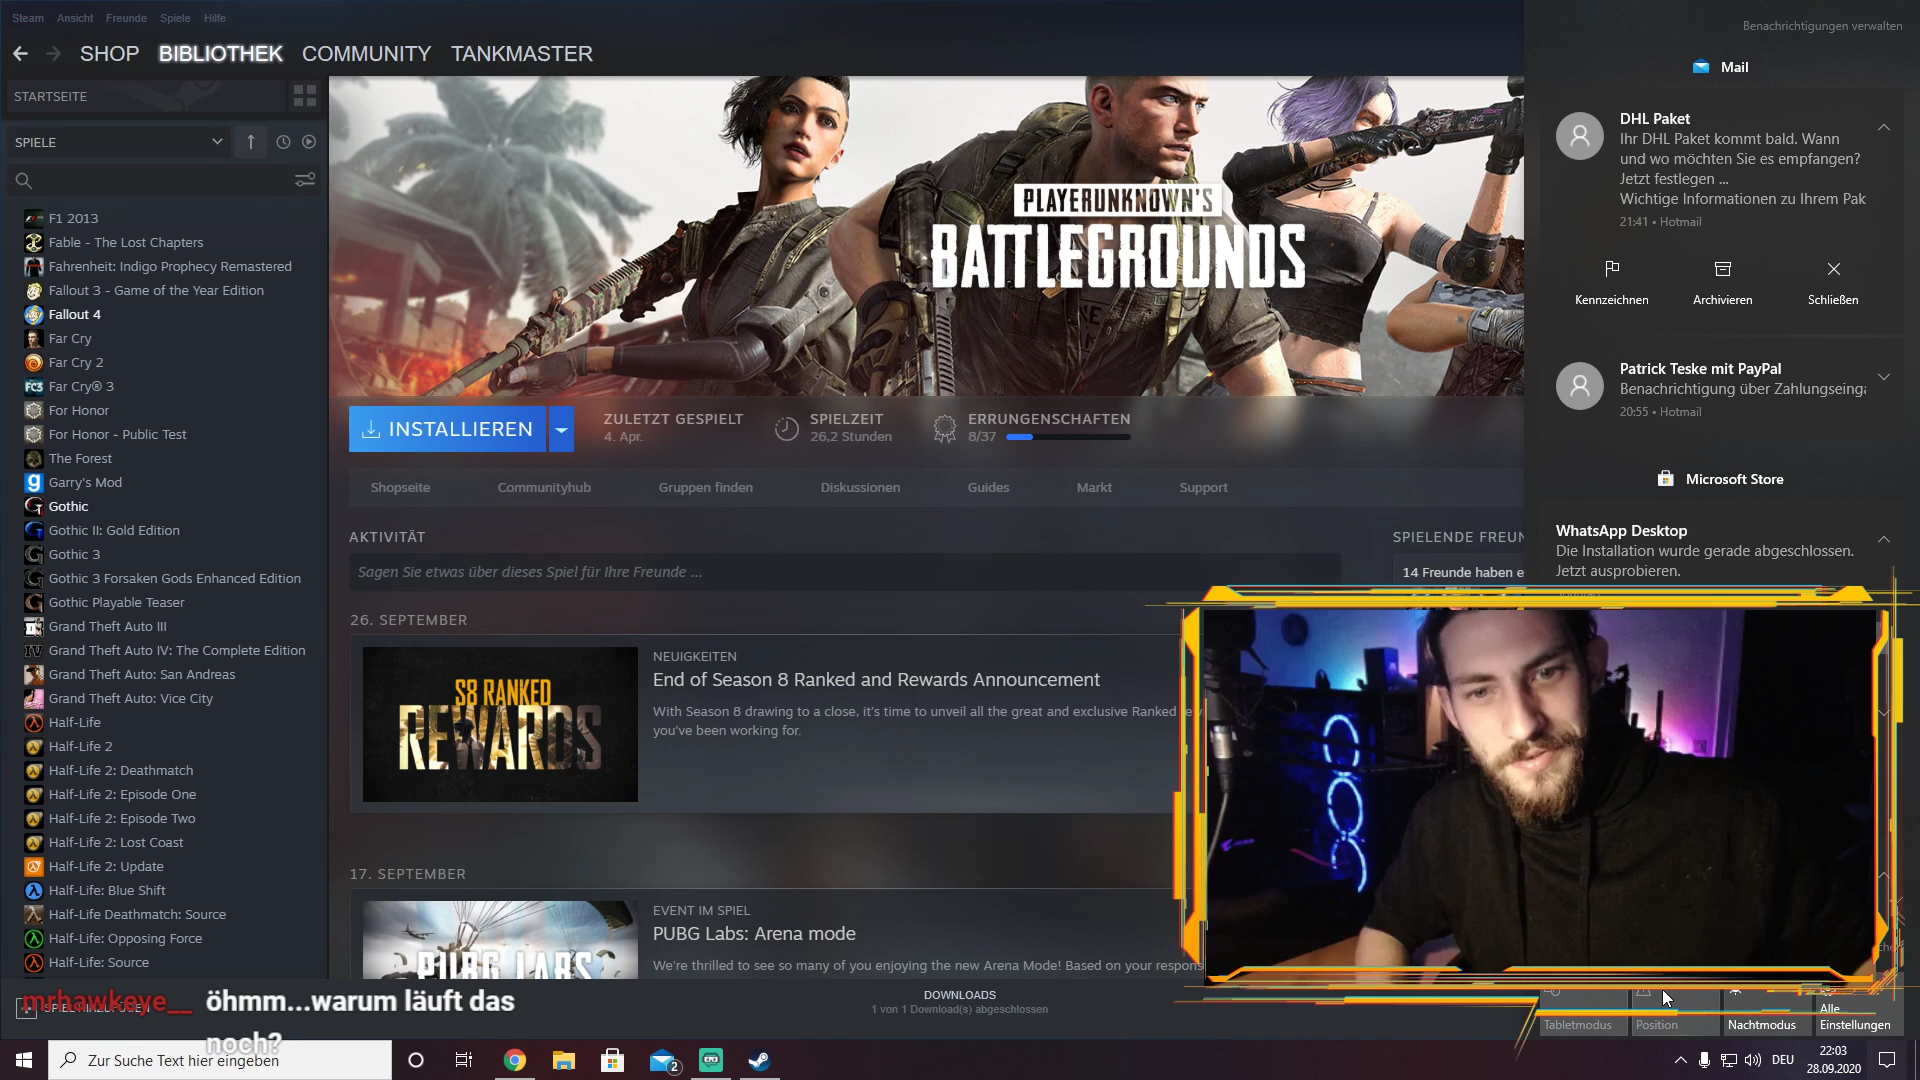 Steam Ansicht Freunde Spiele Hilfe
SHOP BIBLIOTHEK COMMUNITY TANKMASTER
STARTSEITE
SPIELE
F1 2013
Fable - The Lost Chapters
Fahrenheit: Indigo Prophecy Remastered
Fallout 3 - Game of the Year Edition
Fallout 4
Far Cry
Far Cry 2
Far Cry® 3
For Honor
For Honor - Public Test
The Forest
Garry's Mod
Gothic
Gothic II: Gold Edition
Gothic 3
Gothic 3 Forsaken Gods Enhanced Edition
Gothic Playable Teaser
Grand Theft Auto III
Grand Theft Auto IV: The Complete Edition
Grand Theft Auto: San Andreas
Grand Theft Auto: Vice City
Half-Life
Half-Life 2
Half-Life 2: Deathmatch
Half-Life 2: Episode One
Half-Life 2: Episode Two
Half-Life 2: Lost Coast
Half-Life 2: Update
Half-Life: Blue Shift
Half-Life Deathmatch: Source
Half-Life: Opposing Force
Half-Life: Source
PLAYERUNKNOWN'S
BATTLEGROUNDS
INSTALLIEREN
ZULETZT GESPIELT
4. Apr.
SPIELZEIT
26,2 Stunden
ERRUNGENSCHAFTEN
8/37
Shopseite Communityhub Gruppen finden Diskussionen Guides Markt Support
AKTIVITÄT
Sagen Sie etwas über dieses Spiel für Ihre Freunde ...
SPIELENDE FREUN
14 Freunde haben e
26. SEPTEMBER
S8 RANKED
REWARDS
NEUIGKEITEN
End of Season 8 Ranked and Rewards Announcement
With Season 8 drawing to a close, it's time to unveil all the great and exclusive Ranked
you've been working for.
17. SEPTEMBER
PUBG LABS
EVENT IM SPIEL
PUBG Labs: Arena mode
We're thrilled to see so many of you enjoying the new Arena Mode! Based on your respons
DOWNLOADS
1 von 1 Download(s) abgeschlossen
mrhawkeye__ öhmm...warum läuft das
noch?
Benachrichtigungen verwalten
Mail
DHL Paket
Ihr DHL Paket kommt bald. Wann
und wo möchten Sie es empfangen?
Jetzt festlegen ...
Wichtige Informationen zu Ihrem Pak
21:41 • Hotmail
Kennzeichnen Archivieren Schließen
Patrick Teske mit PayPal
Benachrichtigung über Zahlungseinga
20:55 • Hotmail
Microsoft Store
WhatsApp Desktop
Die Installation wurde gerade abgeschlossen.
Jetzt ausprobieren.
Tabletmodus Position Nachtmodus Alle
Einstellungen
Zur Suche Text hier eingeben
2
DEU
22:03
28.09.2020